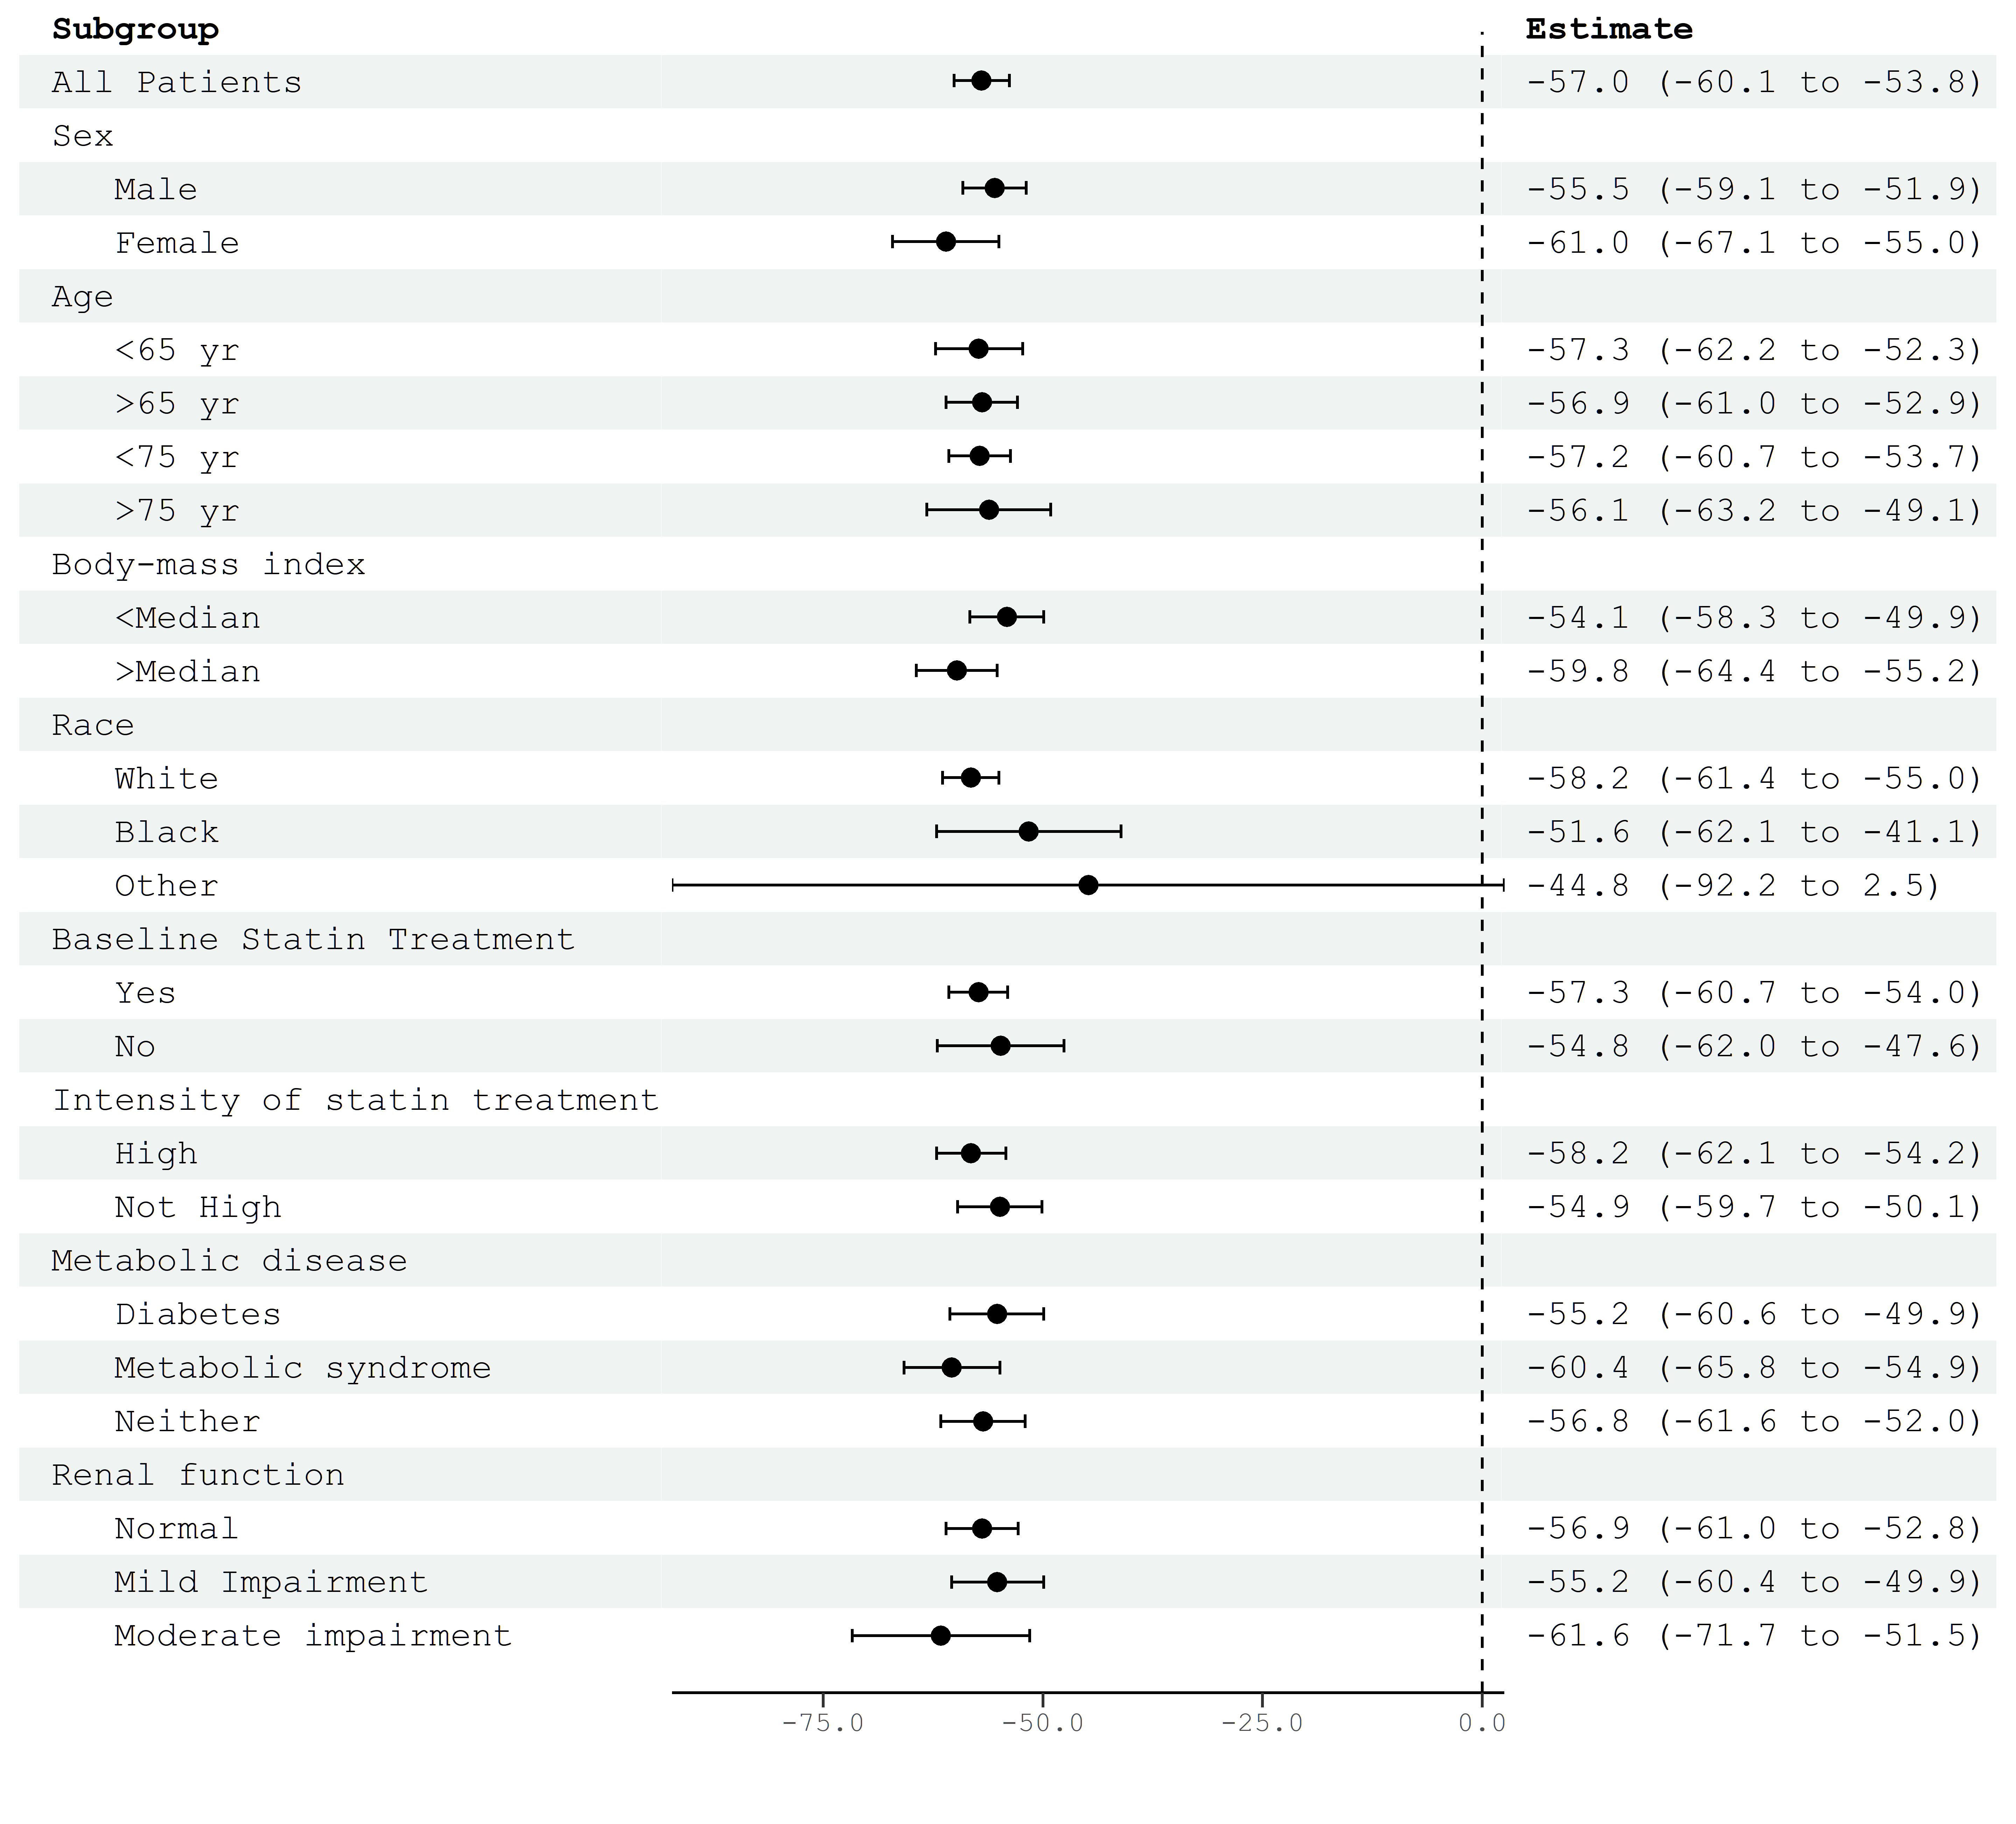 Subgroup Estimate
All Patients -57.0 (-60.1 to -53.8)
Sex
Male -55.5 (-59.1 to -51.9)
Female -61.0 (-67.1 to -55.0)
Age
<65 yr -57.3 (-62.2 to -52.3)
>65 yr -56.9 (-61.0 to -52.9)
<75 yr -57.2 (-60.7 to -53.7)
>75 yr -56.1 (-63.2 to -49.1)
Body-mass index
<Median -54.1 (-58.3 to -49.9)
>Median -59.8 (-64.4 to -55.2)
Race
White -58.2 (-61.4 to -55.0)
Black -51.6 (-62.1 to -41.1)
Other -44.8 (-92.2 to 2.5)
Baseline Statin Treatment
Yes -57.3 (-60.7 to -54.0)
No -54.8 (-62.0 to -47.6)
Intensity of statin treatment
High -58.2 (-62.1 to -54.2)
Not High -54.9 (-59.7 to -50.1)
Metabolic disease
Diabetes -55.2 (-60.6 to -49.9)
Metabolic syndrome -60.4 (-65.8 to -54.9)
Neither -56.8 (-61.6 to -52.0)
Renal function
Normal -56.9 (-61.0 to -52.8)
Mild Impairment -55.2 (-60.4 to -49.9)
Moderate impairment -61.6 (-71.7 to -51.5)
-75.0 -50.0 -25.0 0.0